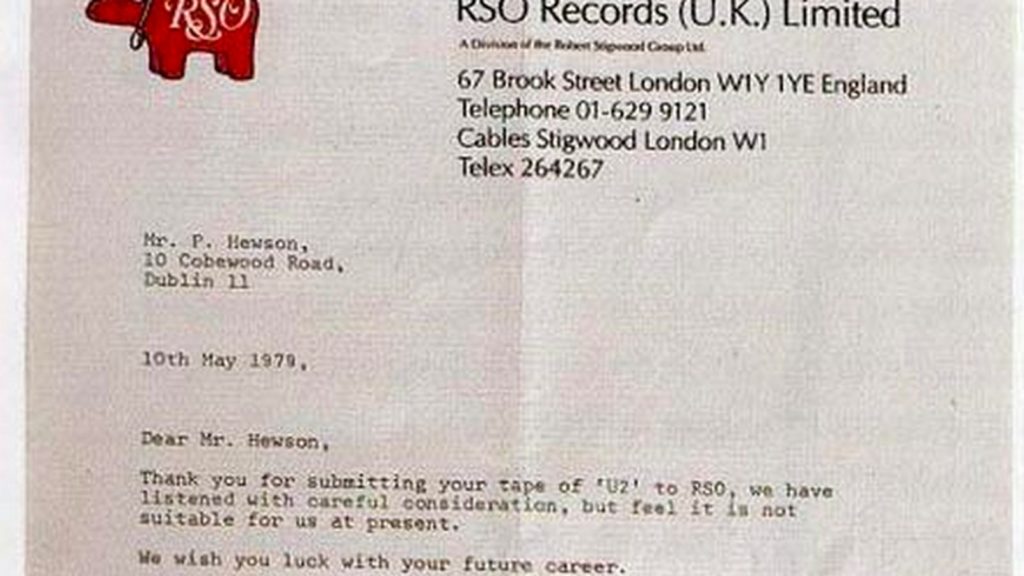 RSO
RSO Records (U.K.) Limited
A Division of the Robert Stigwood Group Ltd.
67 Brook Street London W1Y 1YE England
Telephone 01-629 9121
Cables Stigwood London W1
Telex 264267
Mr. P. Hewson,
10 Cobewood Road,
Dublin 11
10th May 1979,
Dear Mr. Hewson,
Thank you for submitting your tape of 'U2' to RSO, we have
listened with careful consideration, but feel it is not
suitable for us at present.
We wish you luck with your future career.